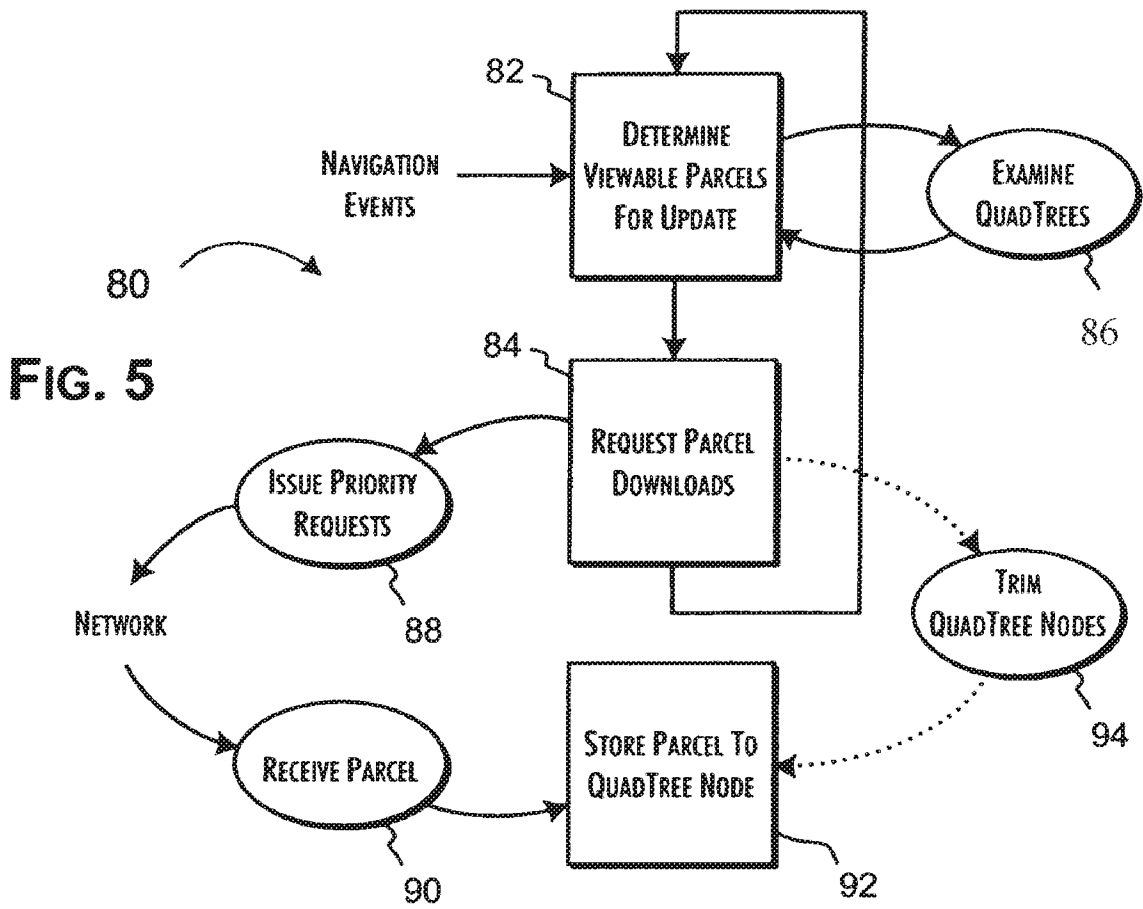 82
DETERMINE
VIEWABLE PARCELS
FOR UPDATE
NAVIGATION
EVENTS
EXAMINE
QUADTREES
86
80
FIG. 5
84
REQUEST PARCEL
DOWNLOADS
ISSUE PRIORITY
REQUESTS
88
NETWORK
TRIM
QUADTREE NODES
94
RECEIVE PARCEL
90
STORE PARCEL TO
QUADTREE NODE
92